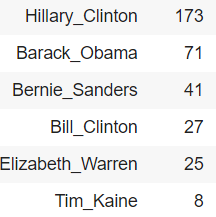 Hillary_Clinton 173
Barack_Obama 71
Bernie_Sanders 41
Bill_Clinton 27
Elizabeth_Warren 25
Tim_Kaine 8